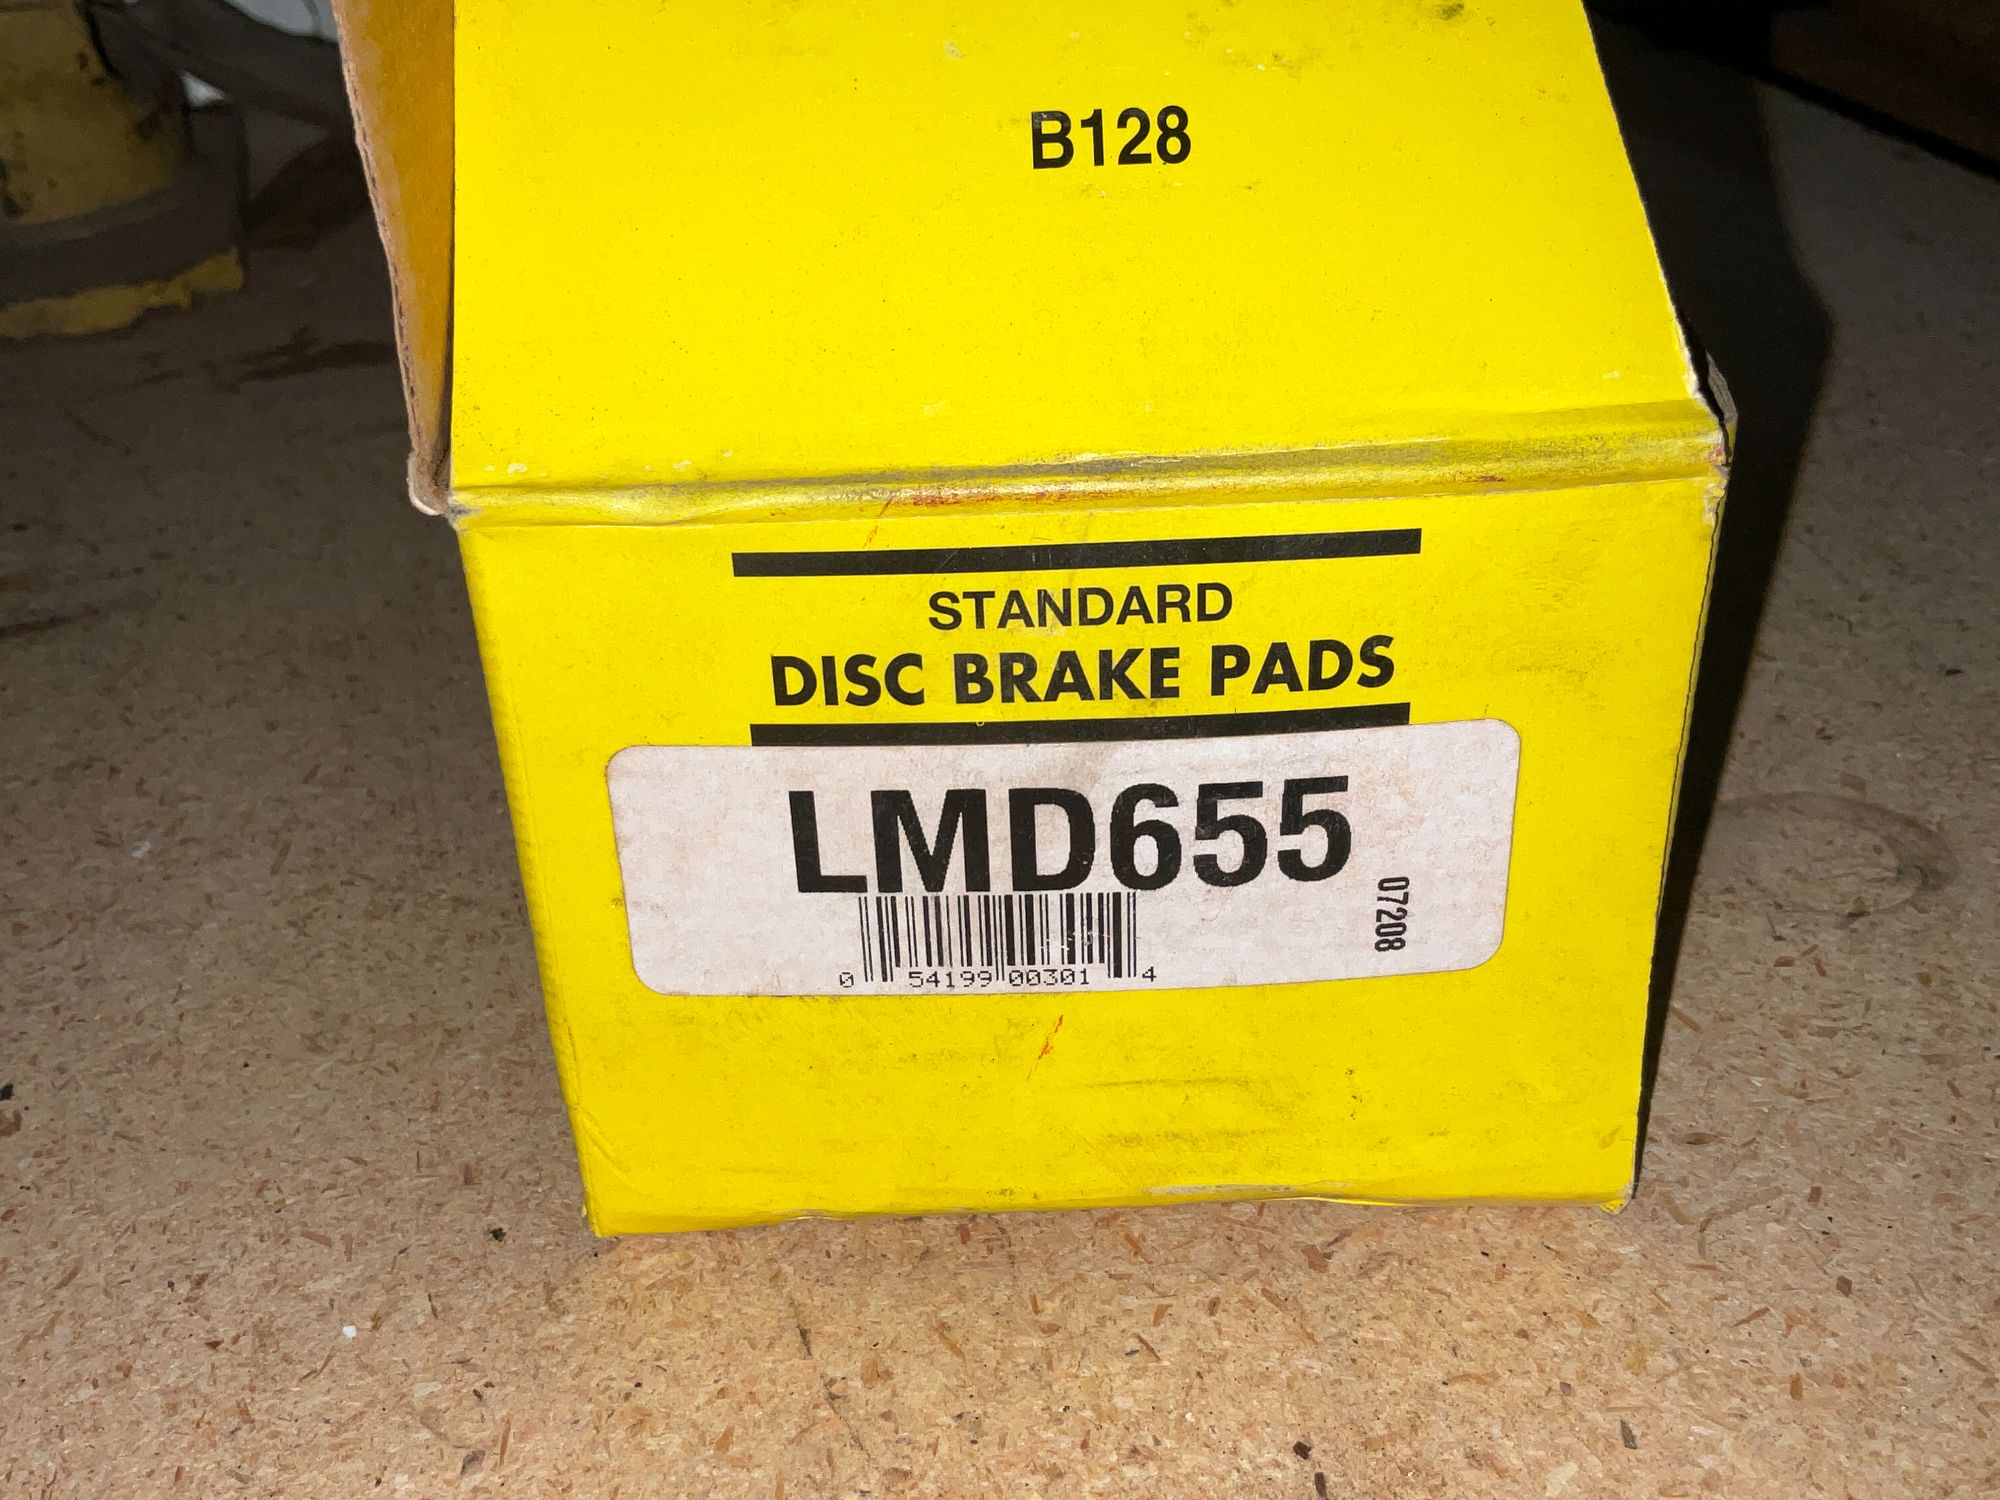 B128
STANDARD
DISC BRAKE PADS
LMD655
07208
0 54199 00301 4